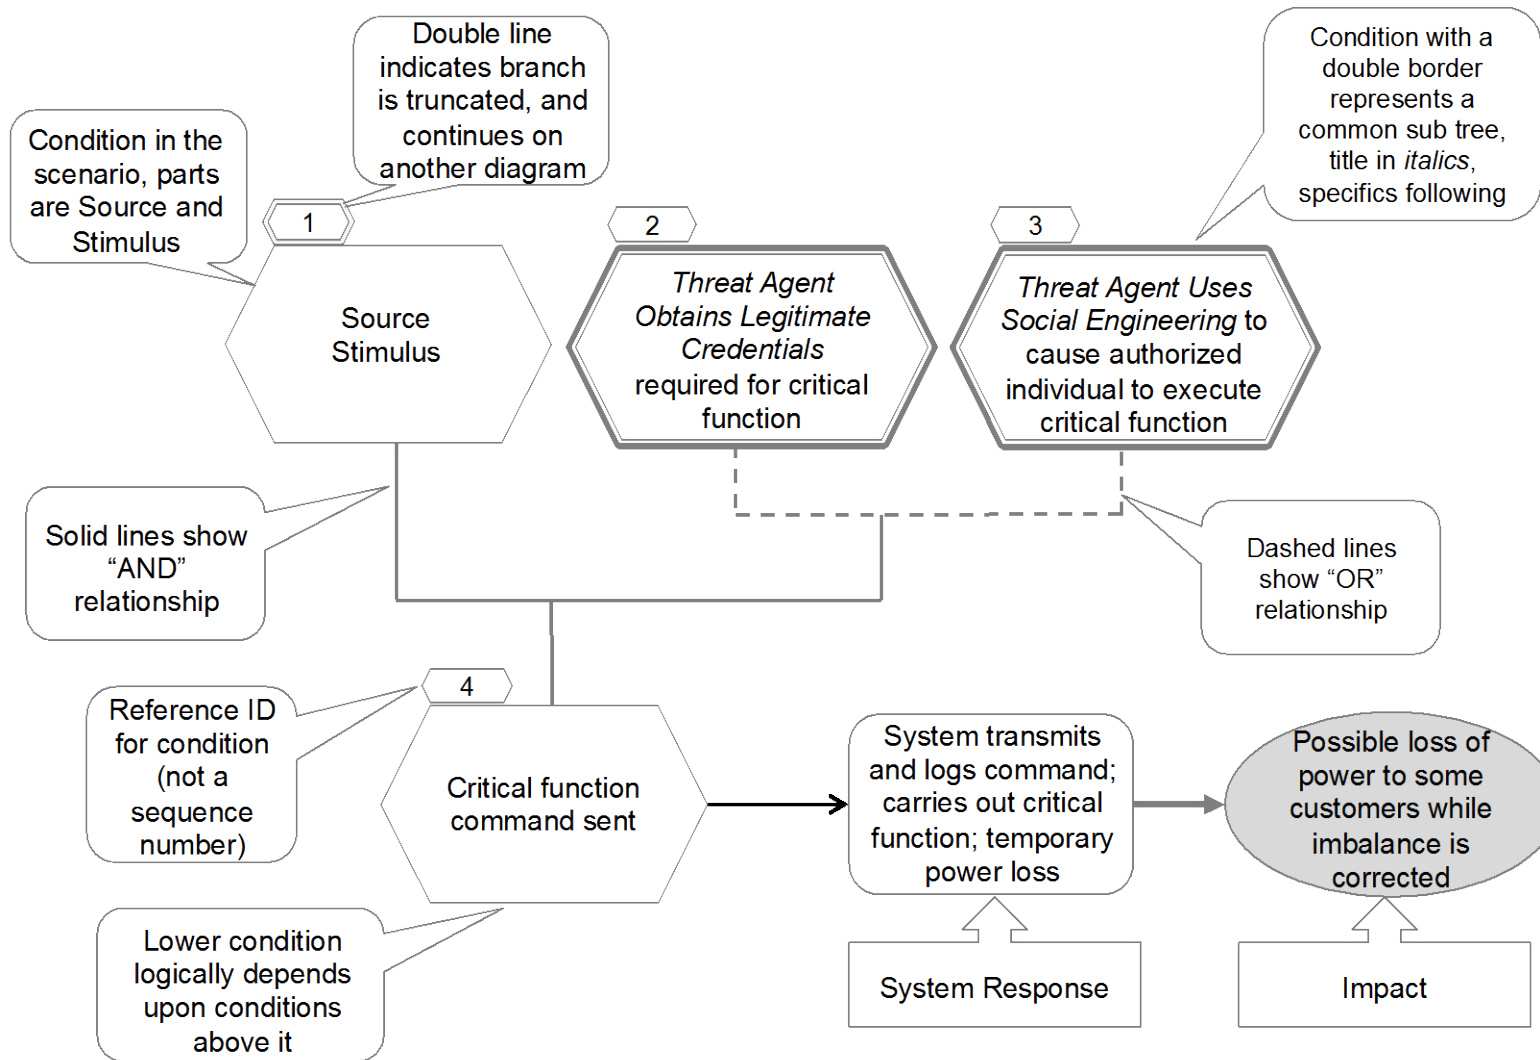 Double line
indicates branch
is truncated, and
continues on
another diagram
Condition in the
scenario, parts
are Source and
Stimulus
Condition with a
double border
represents a
common sub tree,
title in italics,
specifics following
1
2
3
Source
Stimulus
Threat Agent
Obtains Legitimate
Credentials
required for critical
function
Threat Agent Uses
Social Engineering to
cause authorized
individual to execute
critical function
Solid lines show
“AND”
relationship
Dashed lines
show “OR”
relationship
Reference ID
for condition
(not a
sequence
number)
4
Critical function
command sent
System transmits
and logs command;
carries out critical
function; temporary
power loss
Possible loss of
power to some
customers while
imbalance is
corrected
Lower condition
logically depends
upon conditions
above it
System Response
Impact